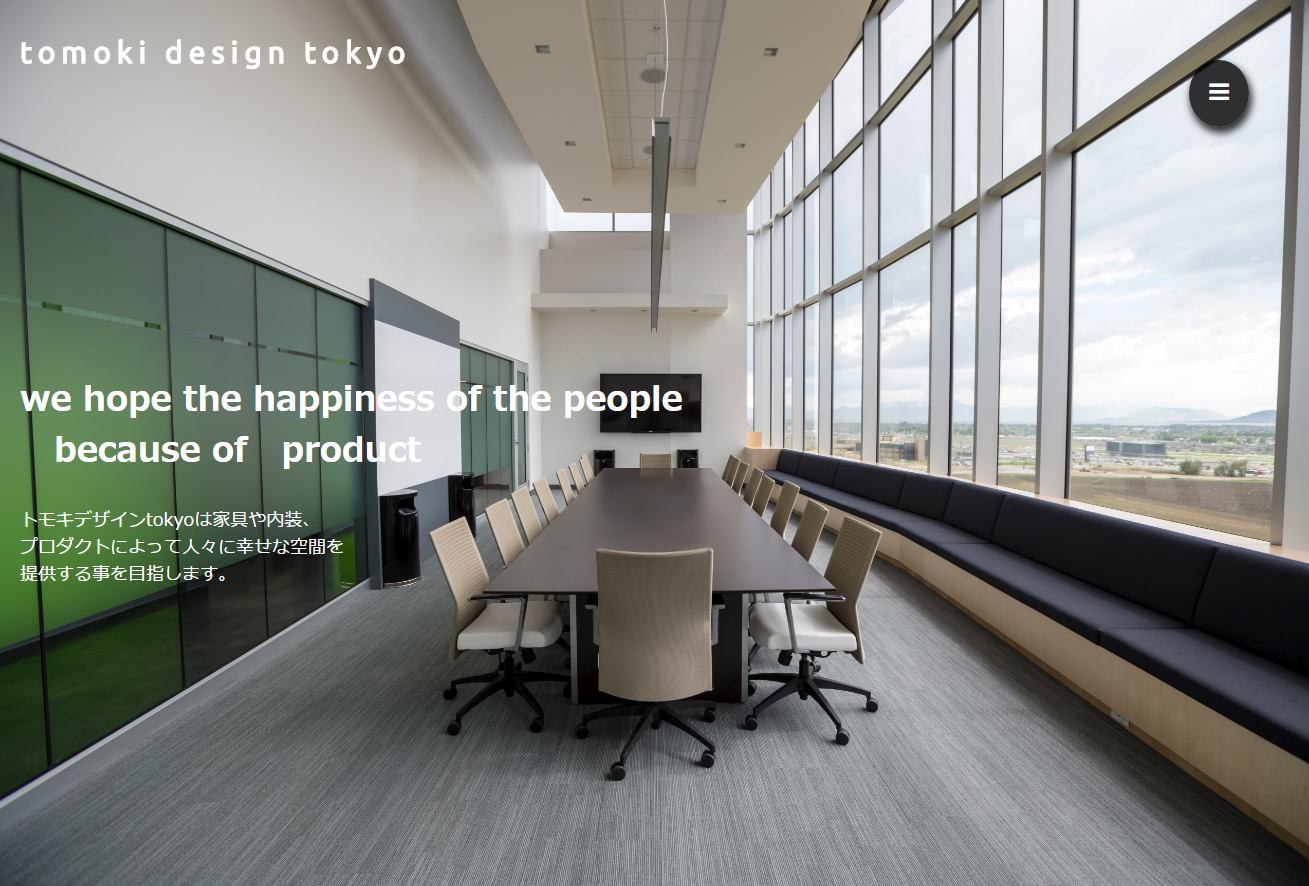 tomoki design tokyo
we hope the happiness of the people
because of　product
トモキデザインtokyoは家具や内装、
プロダクトによって人々に幸せな空間を
提供する事を目指します。